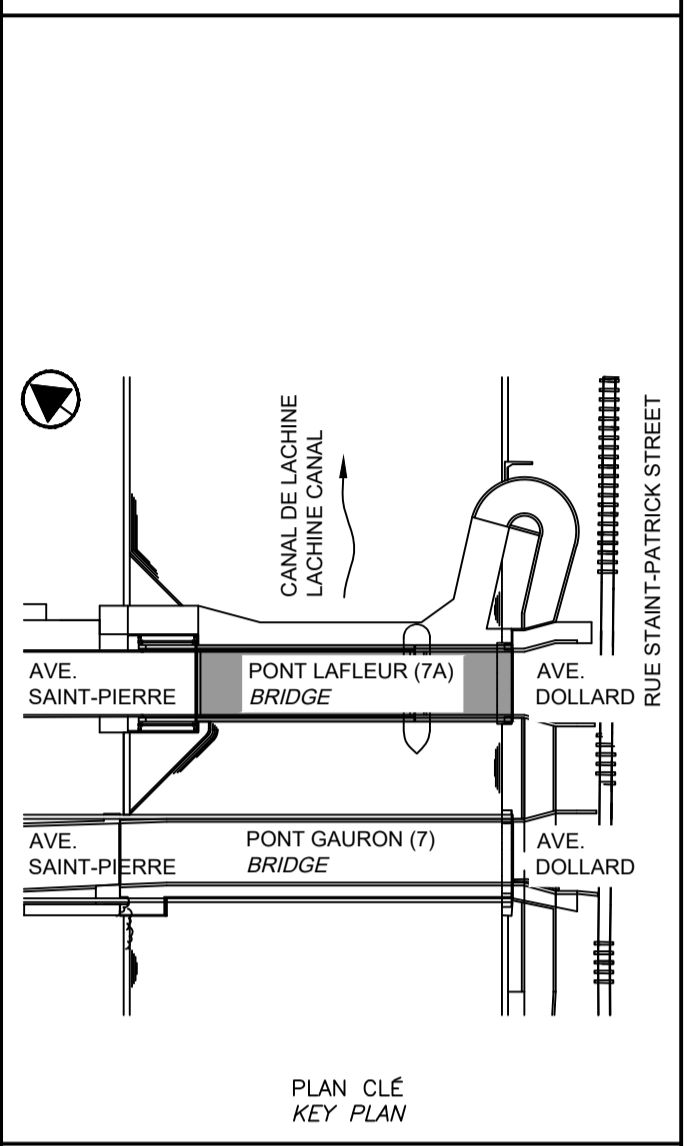 CANAL DE LACHINE
LACHINE CANAL
RUE STAINT-PATRICK STREET
AVE.
SAINT-PIERRE
PONT LAFLEUR (7A)
BRIDGE
AVE.
DOLLARD
AVE.
SAINT-PIERRE
PONT GAURON (7)
BRIDGE
AVE.
DOLLARD
PLAN CLÉ
KEY PLAN